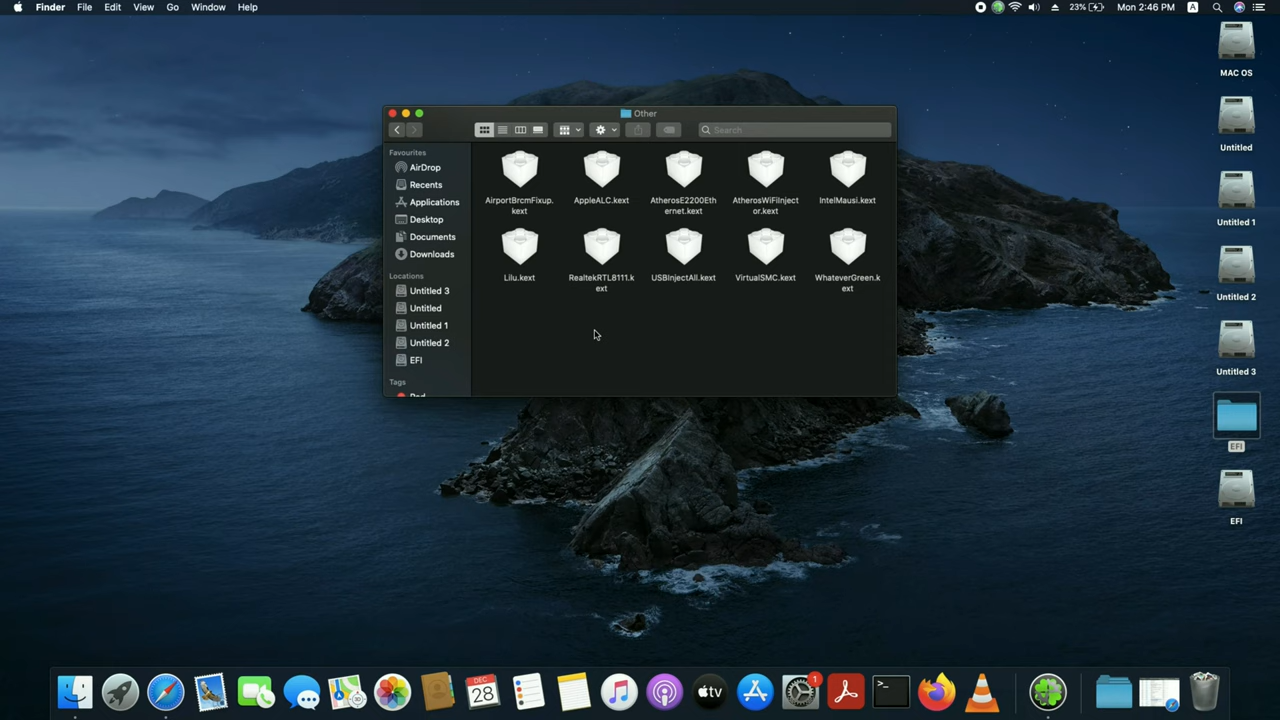 Finder File Edit View Go Window Help
23% Mon 2:46 PM A
Other
Search
Favourites
AirDrop
Recents
Applications
Desktop
Documents
Downloads
Locations
Untitled 3
Untitled
Untitled 1
Untitled 2
EFI
Tags
AirportBrcmFixup.
kext
AppleALC.kext
AtherosE2200Eth
ernet.kext
AtherosWiFiInject
or.kext
IntelMausi.kext
Lilu.kext
RealtekRTL8111.k
ext
USBInjectAll.kext
VirtualSMC.kext
WhateverGreen.k
ext
MAC OS
Untitled
Untitled 1
Untitled 2
Untitled 3
EFI
EFI
DEC
28
tv
1
>_